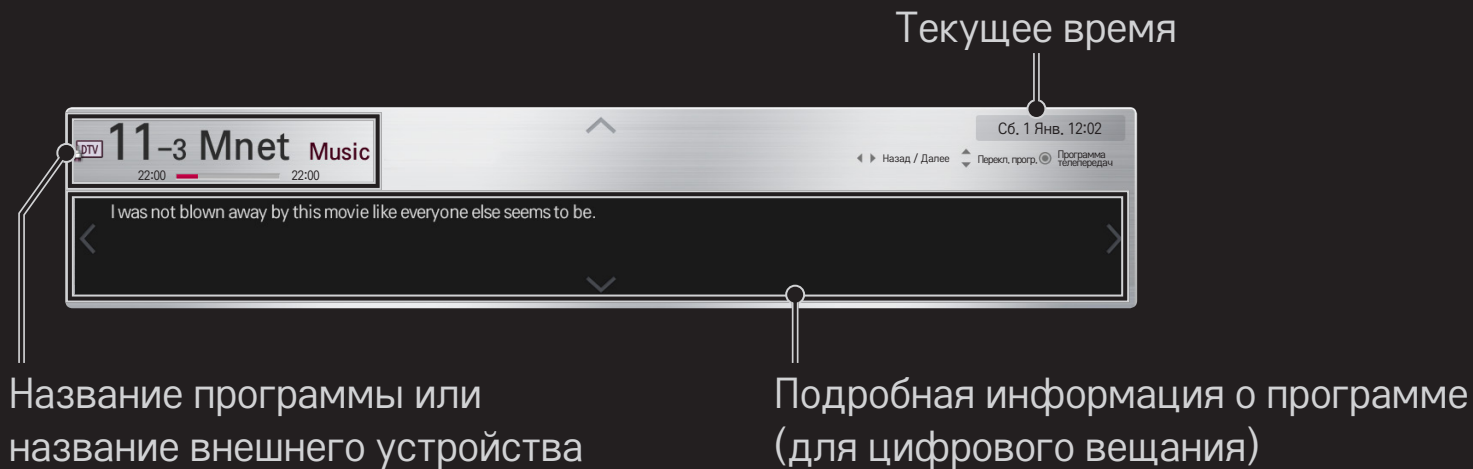 Текущее время
DTV 11-3 Mnet Music
22:00 22:00
Сб. 1 Янв. 12:02
Назад / Далее Перекл. прогр. Программа телепередач
I was not blown away by this movie like everyone else seems to be.
Название программы или
название внешнего устройства
Подробная информация о программе
(для цифрового вещания)